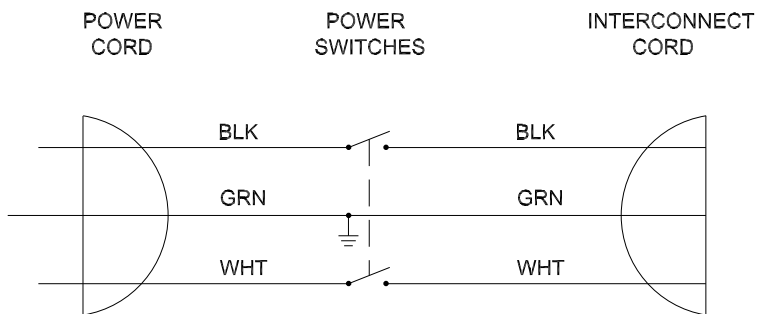 POWER
CORD
POWER
SWITCHES
INTERCONNECT
CORD
BLK
BLK
GRN
GRN
WHT
WHT